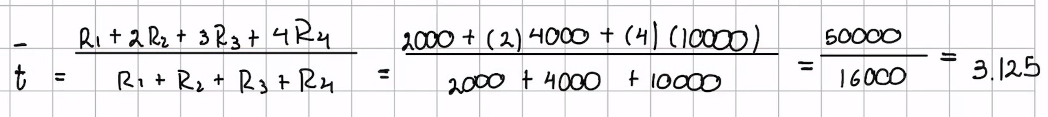 t̄ = (R₁ + 2R₂ + 3R₃ + 4R₄) / (R₁ + R₂ + R₃ + R₄) = (2000 + (2) 4000 + (4) (10000)) / (2000 + 4000 + 10000) = 50000 / 16000 = 3.125